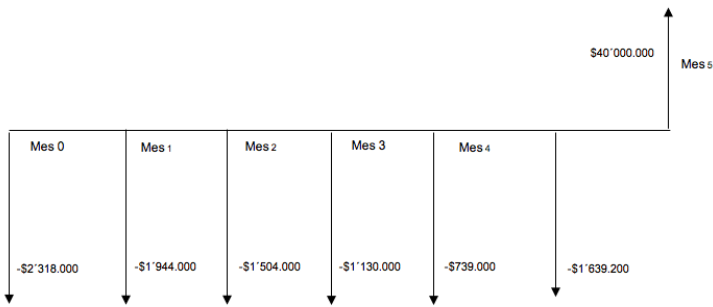 $40´000.000
Mes 5
Mes 0
Mes 1
Mes 2
Mes 3
Mes 4
-$2´318.000
-$1´944.000
-$1´504.000
-$1´130.000
-$739.000
-$1´639.200